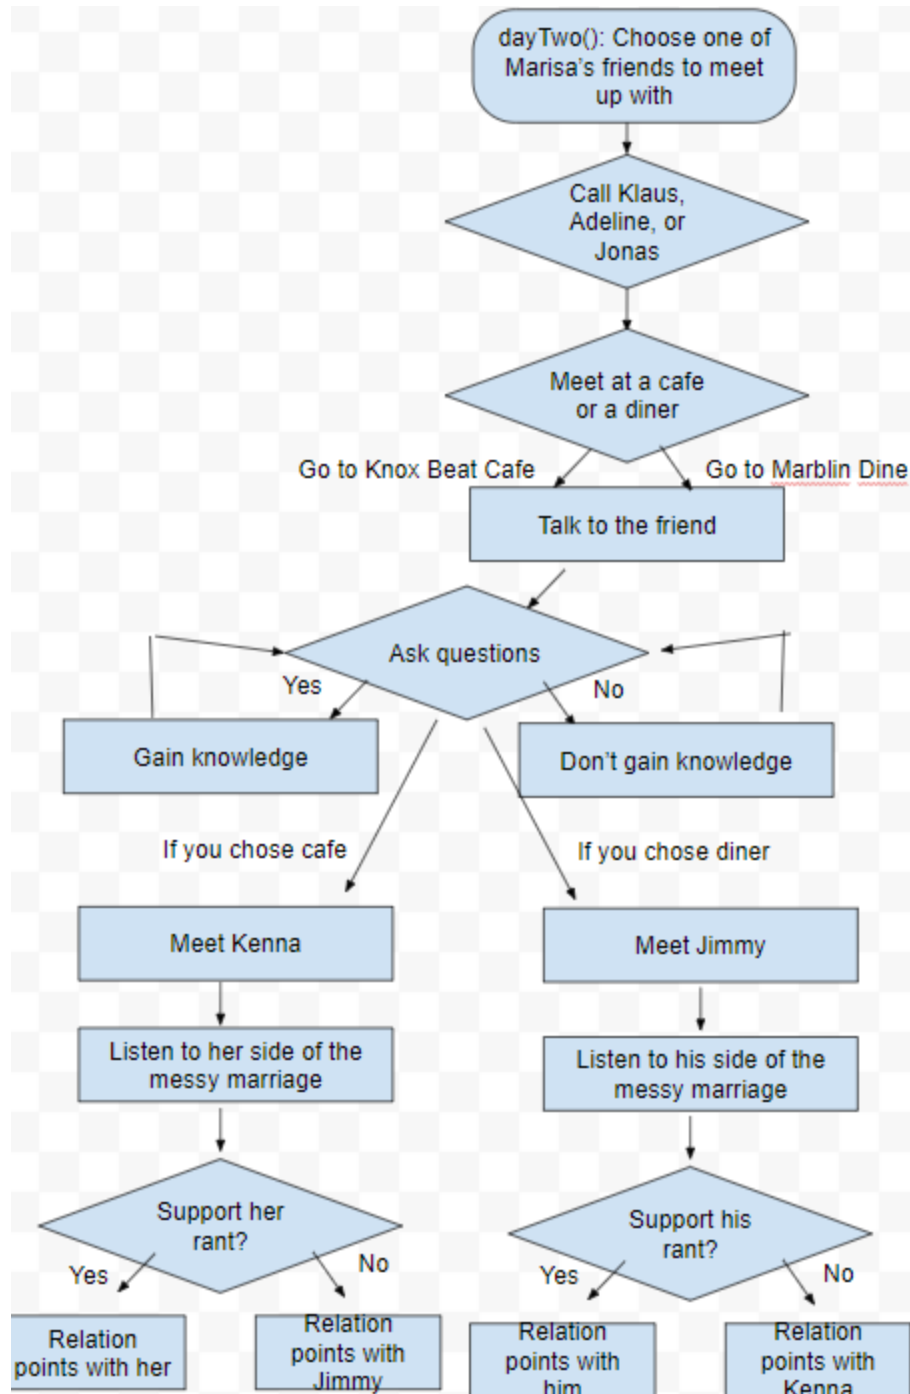 dayTwo(): Choose one of
Marisa's friends to meet
up with
Call Klaus,
Adeline, or
Jonas
Meet at a cafe
or a diner
Go to Knox Beat Cafe
Go to Marblin Dine
Talk to the friend
Ask questions
Yes
No
Gain knowledge
Don't gain knowledge
If you chose cafe
If you chose diner
Meet Kenna
Meet Jimmy
Listen to her side of the
messy marriage
Listen to his side of the
messy marriage
Support her
rant?
Support his
rant?
Yes
No
Yes
No
Relation
points with her
Relation
points with
Jimmy
Relation
points with
him
Relation
points with
Kenna